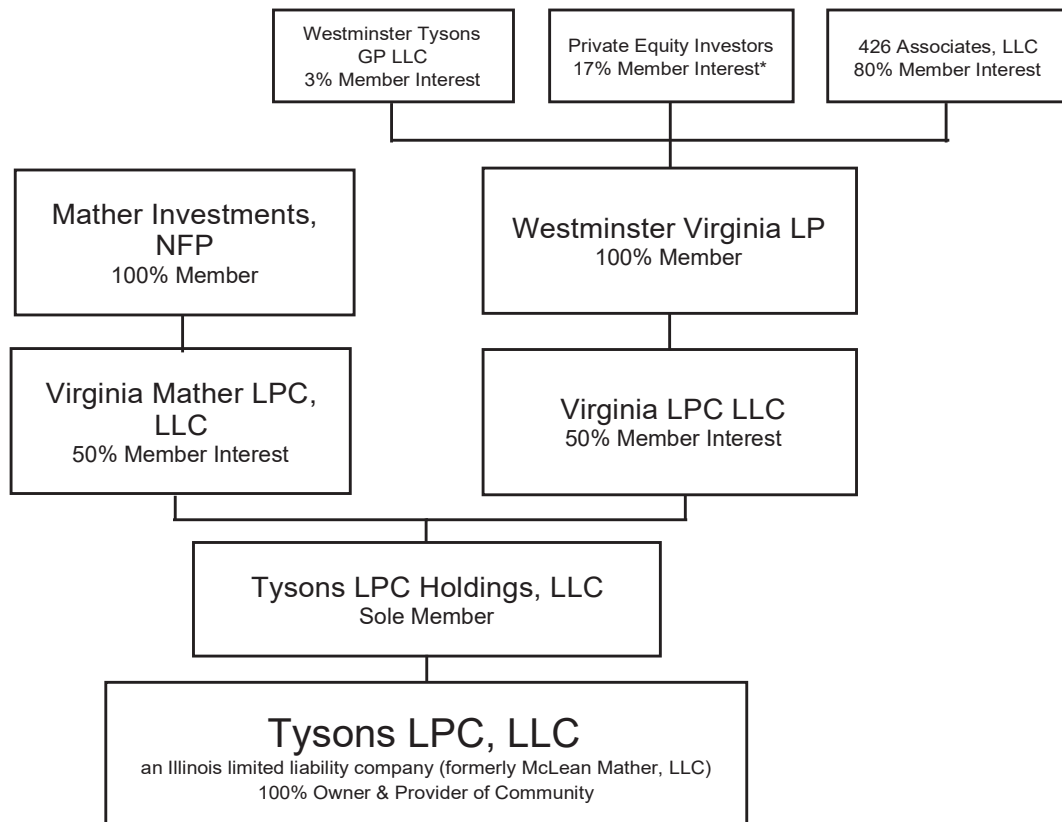 Westminster Tysons
GP LLC
3% Member Interest
Private Equity Investors
17% Member Interest*
426 Associates, LLC
80% Member Interest
Mather Investments,
NFP
100% Member
Westminster Virginia LP
100% Member
Virginia Mather LPC,
LLC
50% Member Interest
Virginia LPC LLC
50% Member Interest
Tysons LPC Holdings, LLC
Sole Member
Tysons LPC, LLC
an Illinois limited liability company (formerly McLean Mather, LLC)
100% Owner & Provider of Community